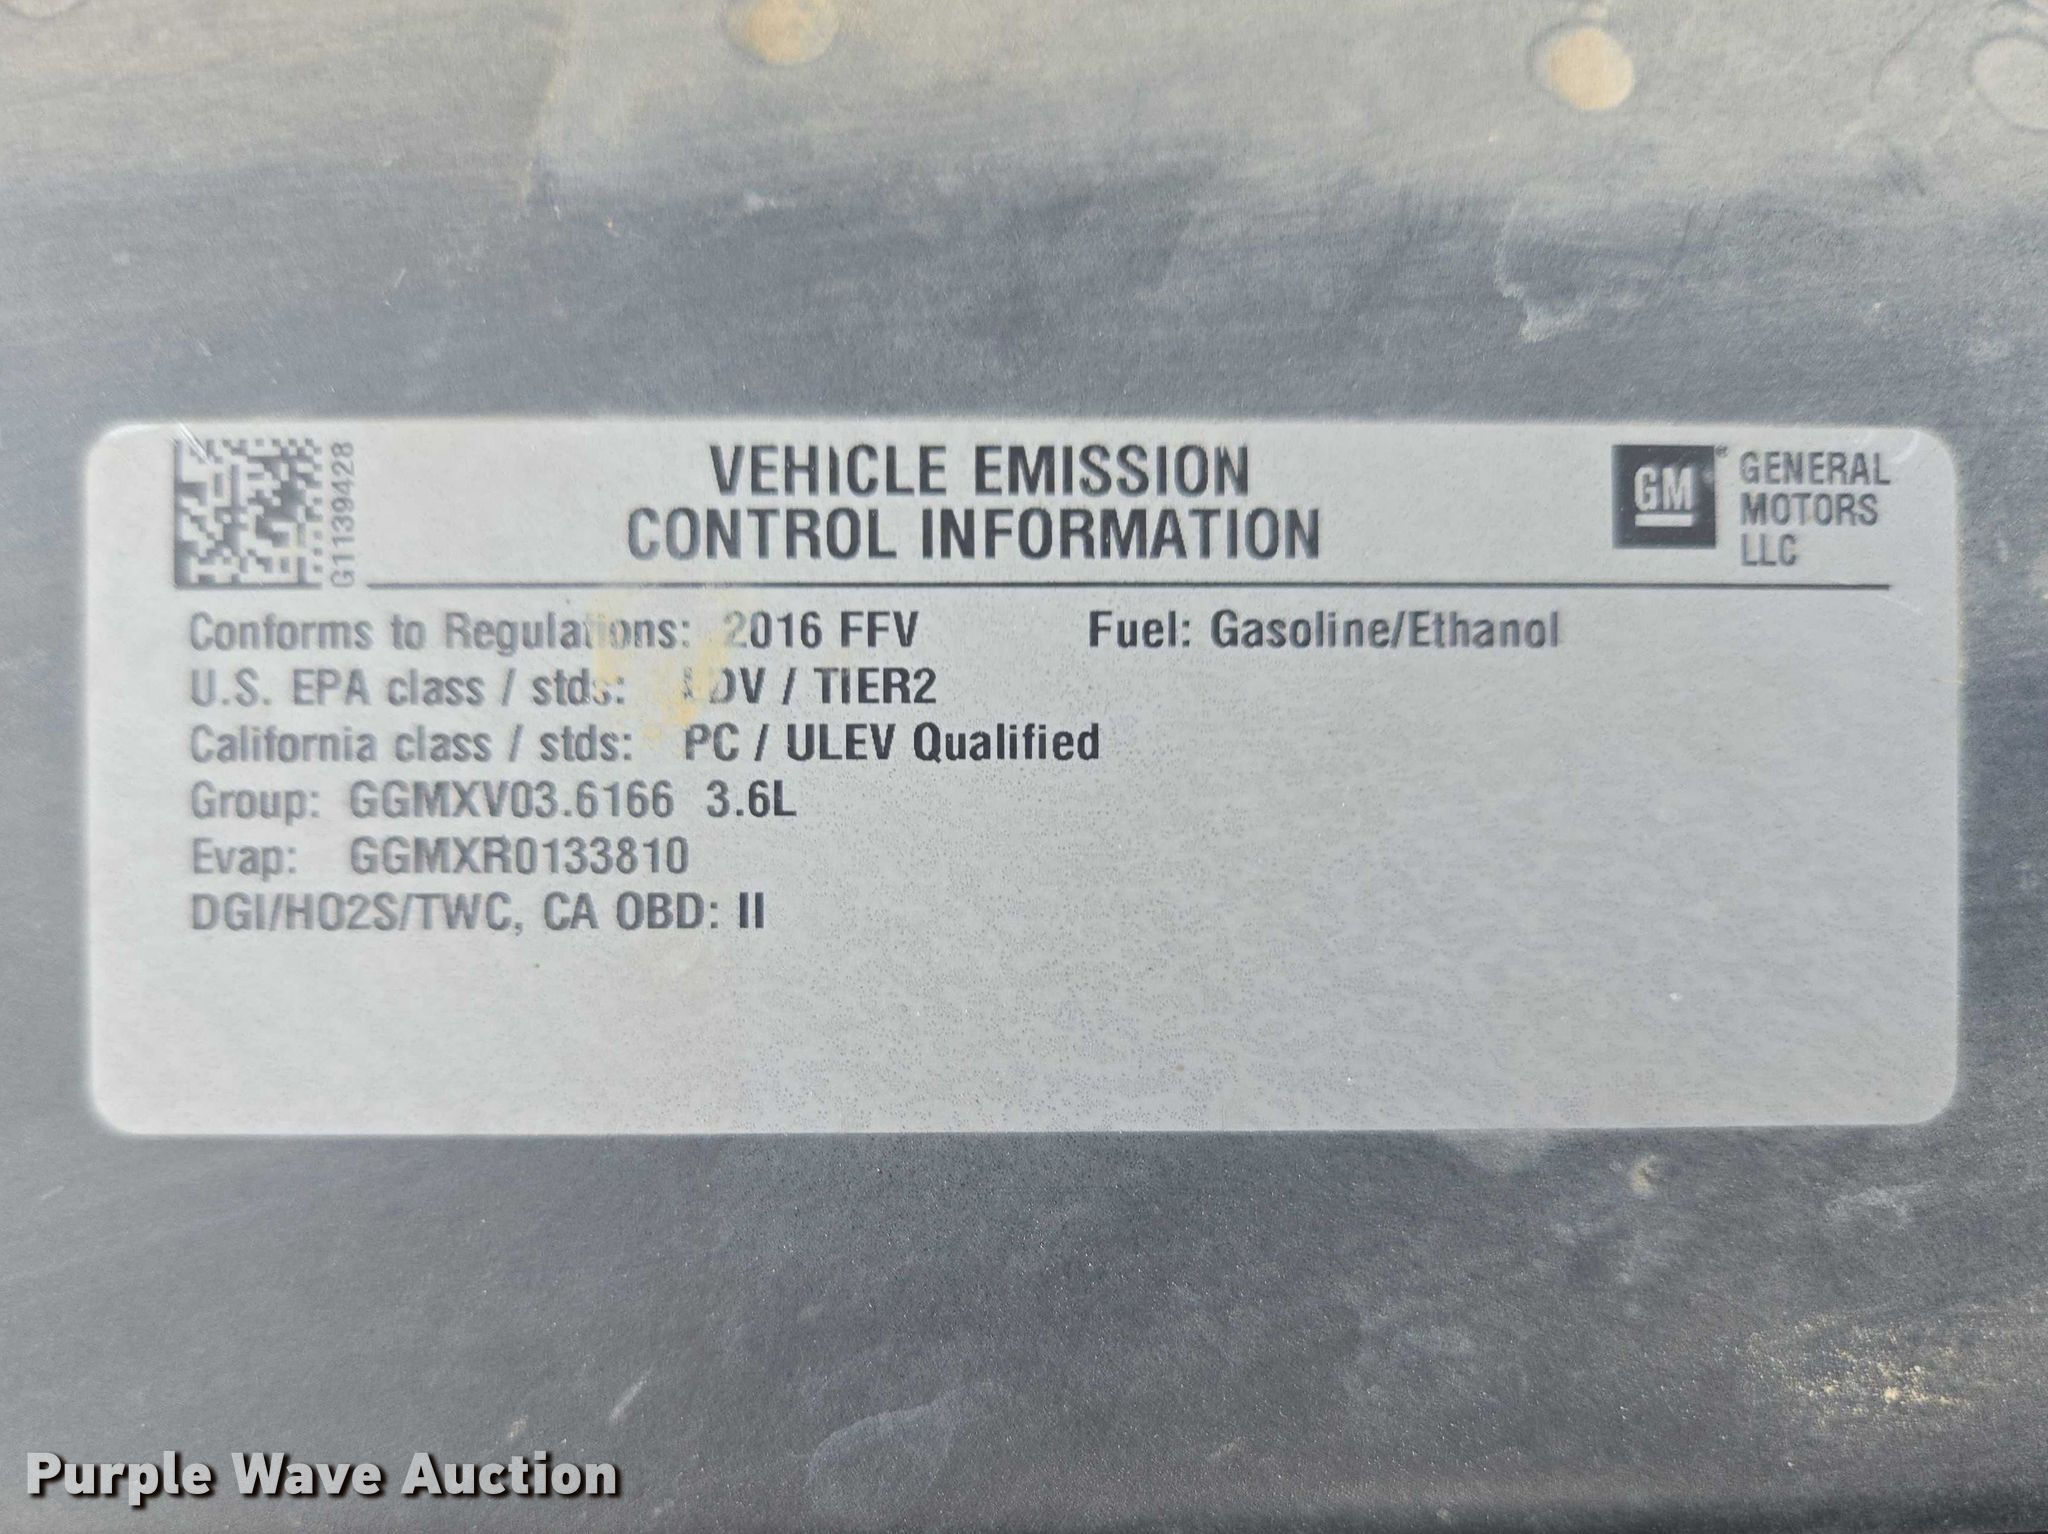 G1139428
VEHICLE EMISSION
CONTROL INFORMATION
GM
GENERAL
MOTORS
LLC
Conforms to Regulations: 2016 FFV Fuel: Gasoline/Ethanol
U.S. EPA class / stds: LDV / TIER2
California class / stds: PC / ULEV Qualified
Group: GGMXV03.6166 3.6L
Evap: GGMXR0133810
DGI/HO2S/TWC, CA OBD: II
Purple Wave Auction